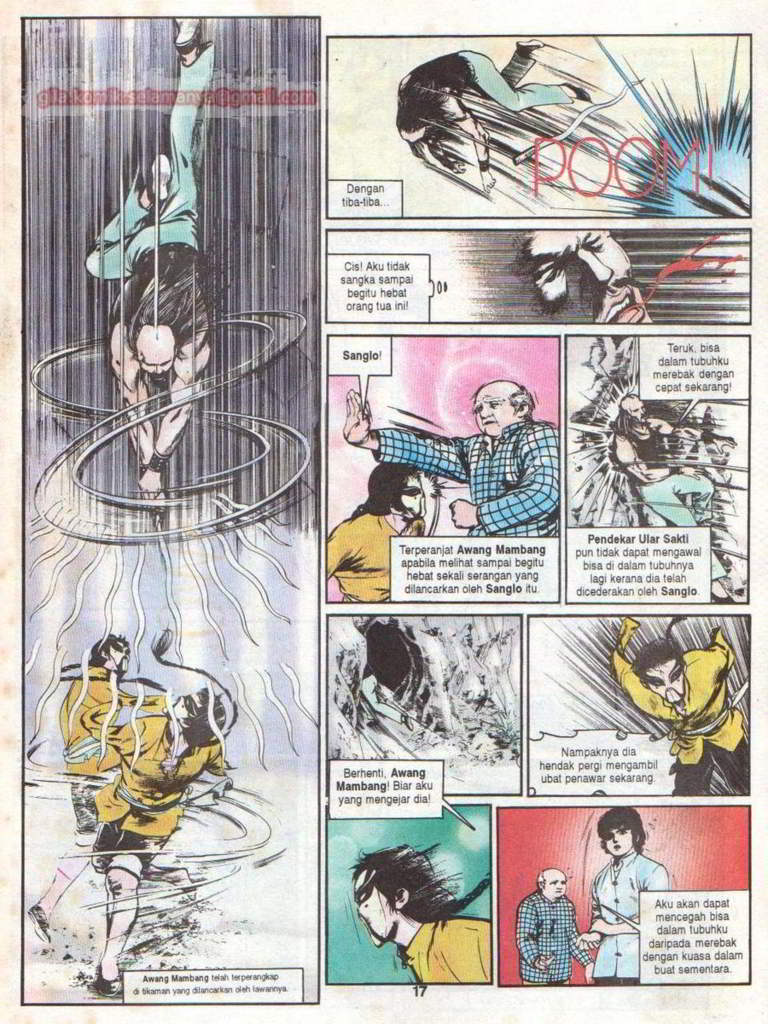 gila.komik.selamanya@gmail.com
Awang Mambang telah terperangkap
di tikaman yang dilancarkan oleh lawannya.
Dengan
tiba-tiba...
POOM!
Cis! Aku tidak
sangka sampai
begitu hebat
orang tua ini!
Sanglo!
Terperanjat Awang Mambang
apabila melihat sampai begitu
hebat sekali serangan yang
dilancarkan oleh Sanglo itu.
Teruk, bisa
dalam tubuhku
merebak dengan
cepat sekarang!
Pendekar Ular Sakti
pun tidak dapat mengawal
bisa di dalam tubuhnya
lagi kerana dia telah
dicederakan oleh Sanglo.
Nampaknya dia
hendak pergi mengambil
ubat penawar sekarang.
Berhenti, Awang
Mambang! Biar aku
yang mengejar dia!
Aku akan dapat
mencegah bisa
dalam tubuhku
daripada merebak
dengan kuasa dalam
buat sementara.
17